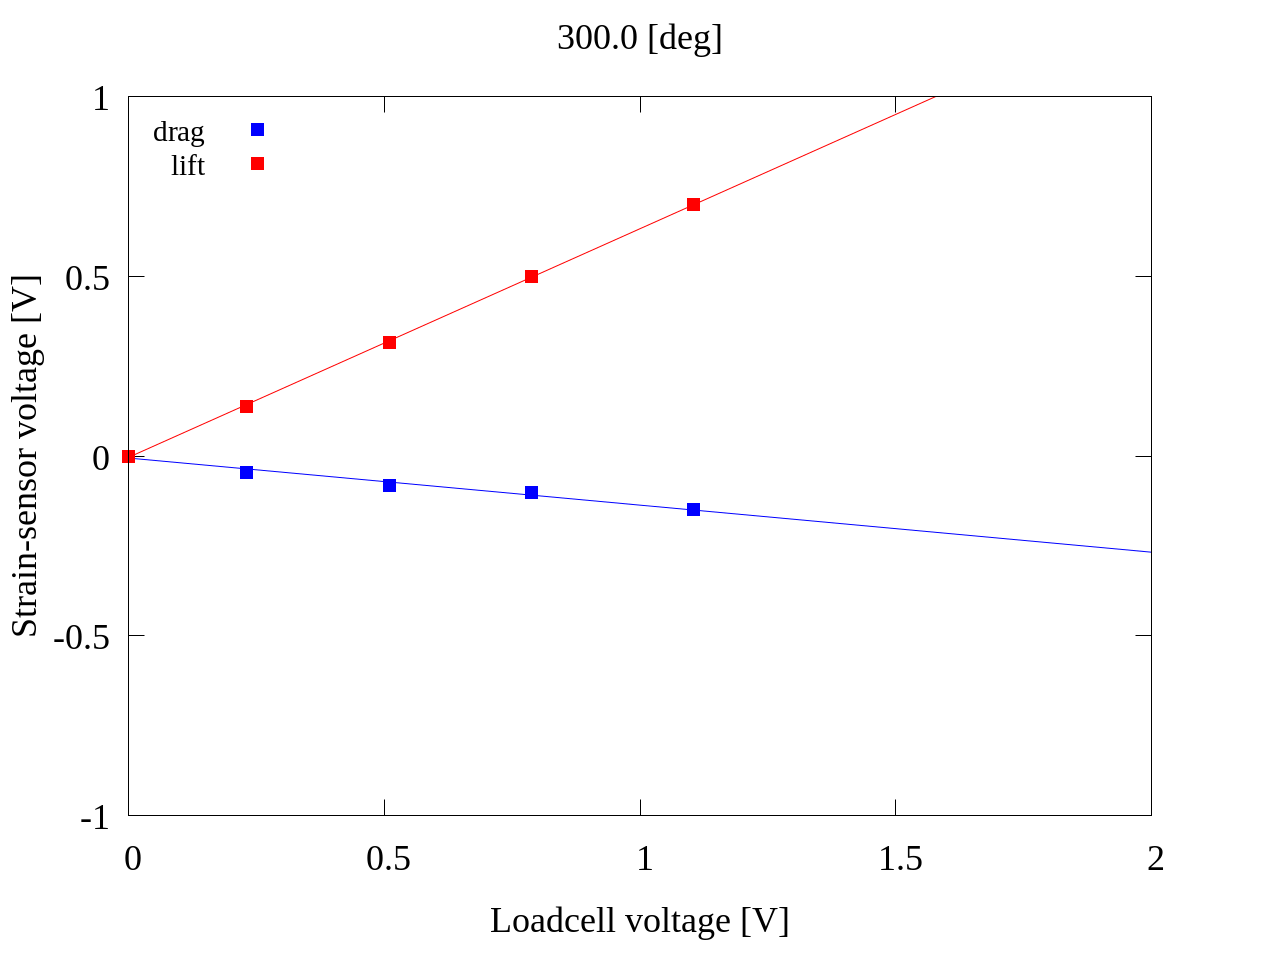 300.0 [deg]
drag
lift
1
0.5
0
-0.5
-1
Strain-sensor voltage [V]
0 0.5 1 1.5 2
Loadcell voltage [V]